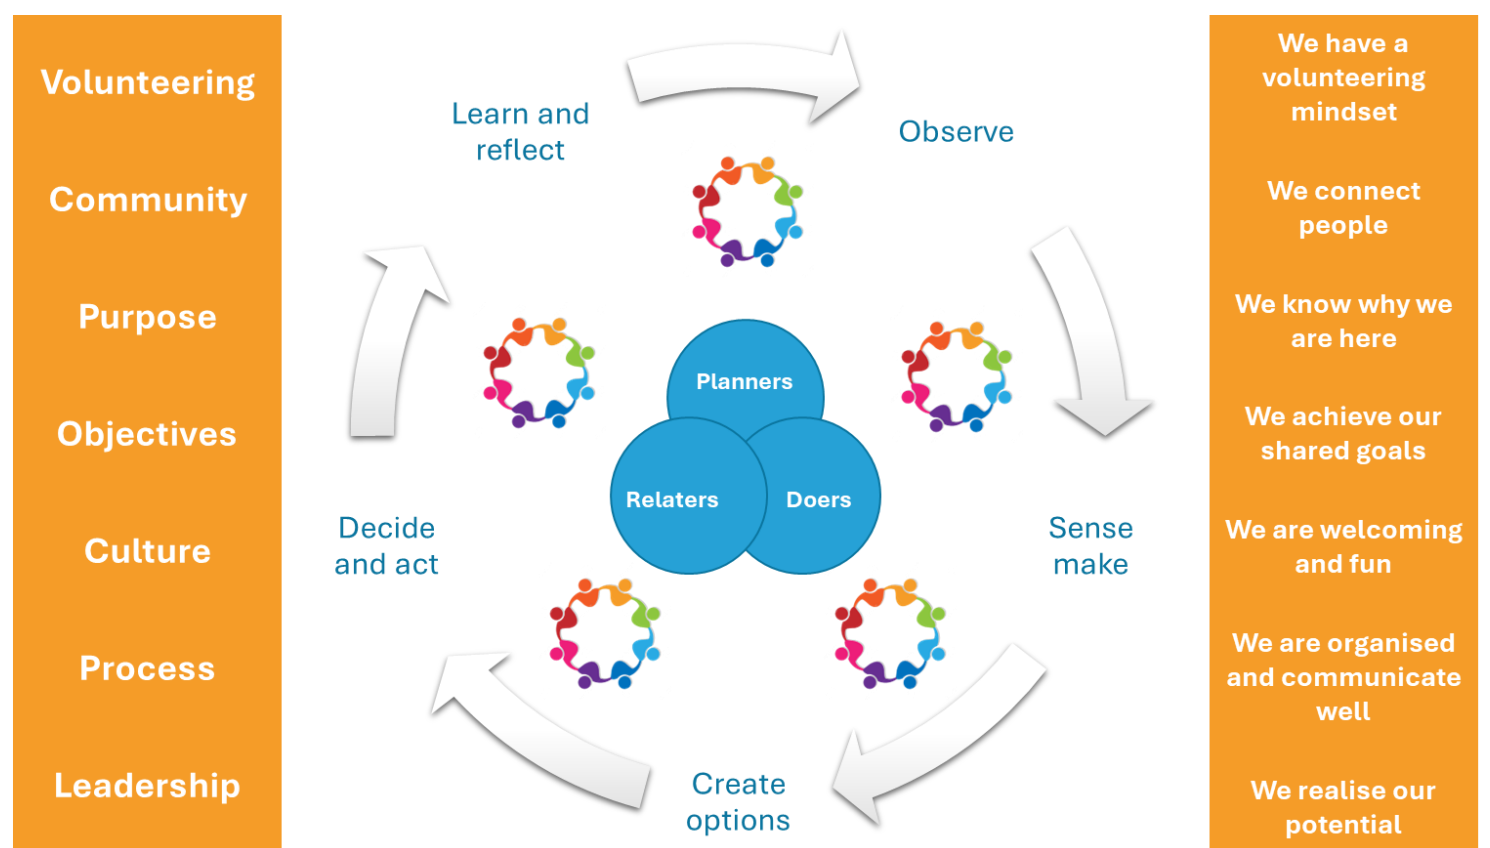 Volunteering
Community
Purpose
Objectives
Culture
Process
Leadership
Learn and
reflect
Observe
Sense
make
Create
options
Decide
and act
Planners
Relaters
Doers
We have a
volunteering
mindset
We connect
people
We know why we
are here
We achieve our
shared goals
We are welcoming
and fun
We are organised
and communicate
well
We realise our
potential